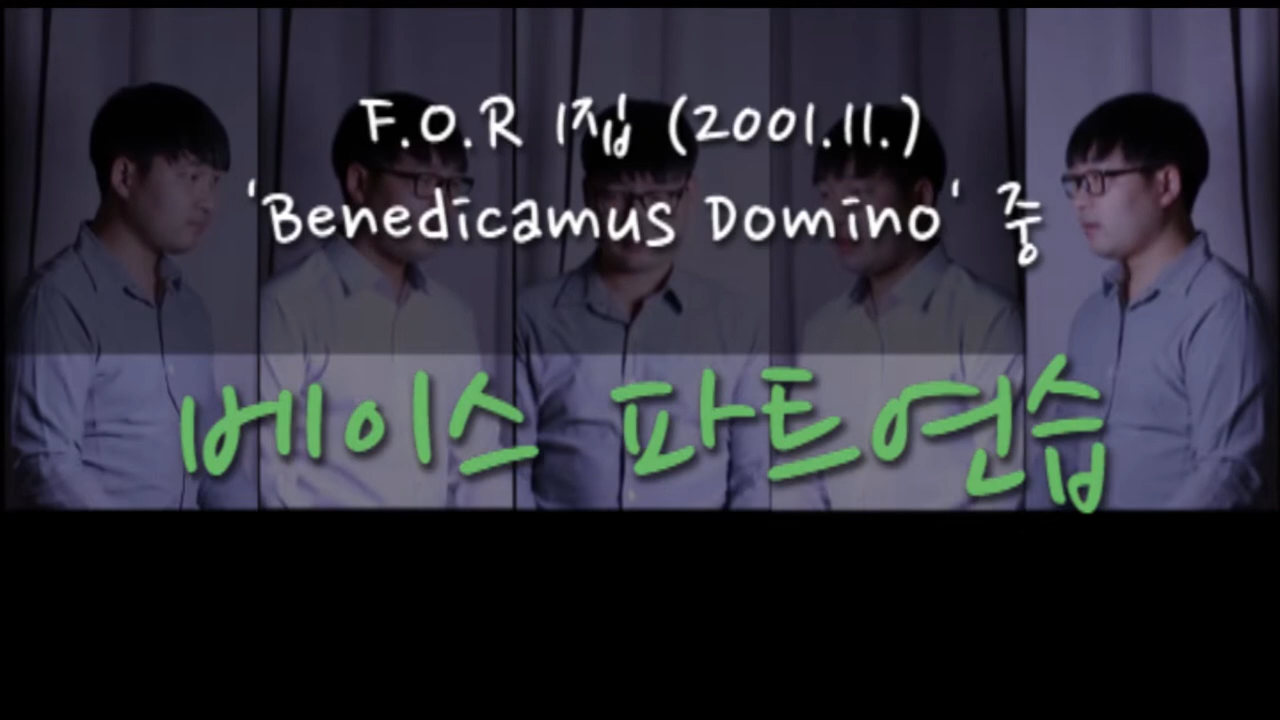 F.O.R 1집 (2001.11.)
'Benedicamus Domino' 중
베이스 파트연습